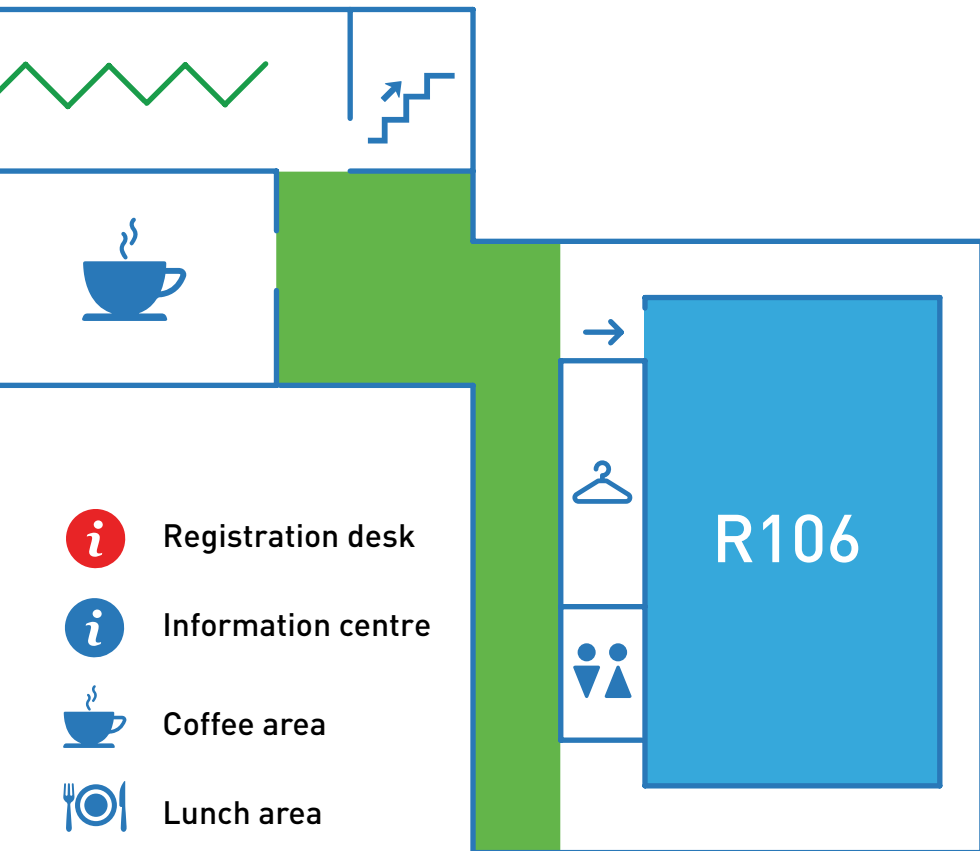 R106
i Registration desk
i Information centre
Coffee area
Lunch area